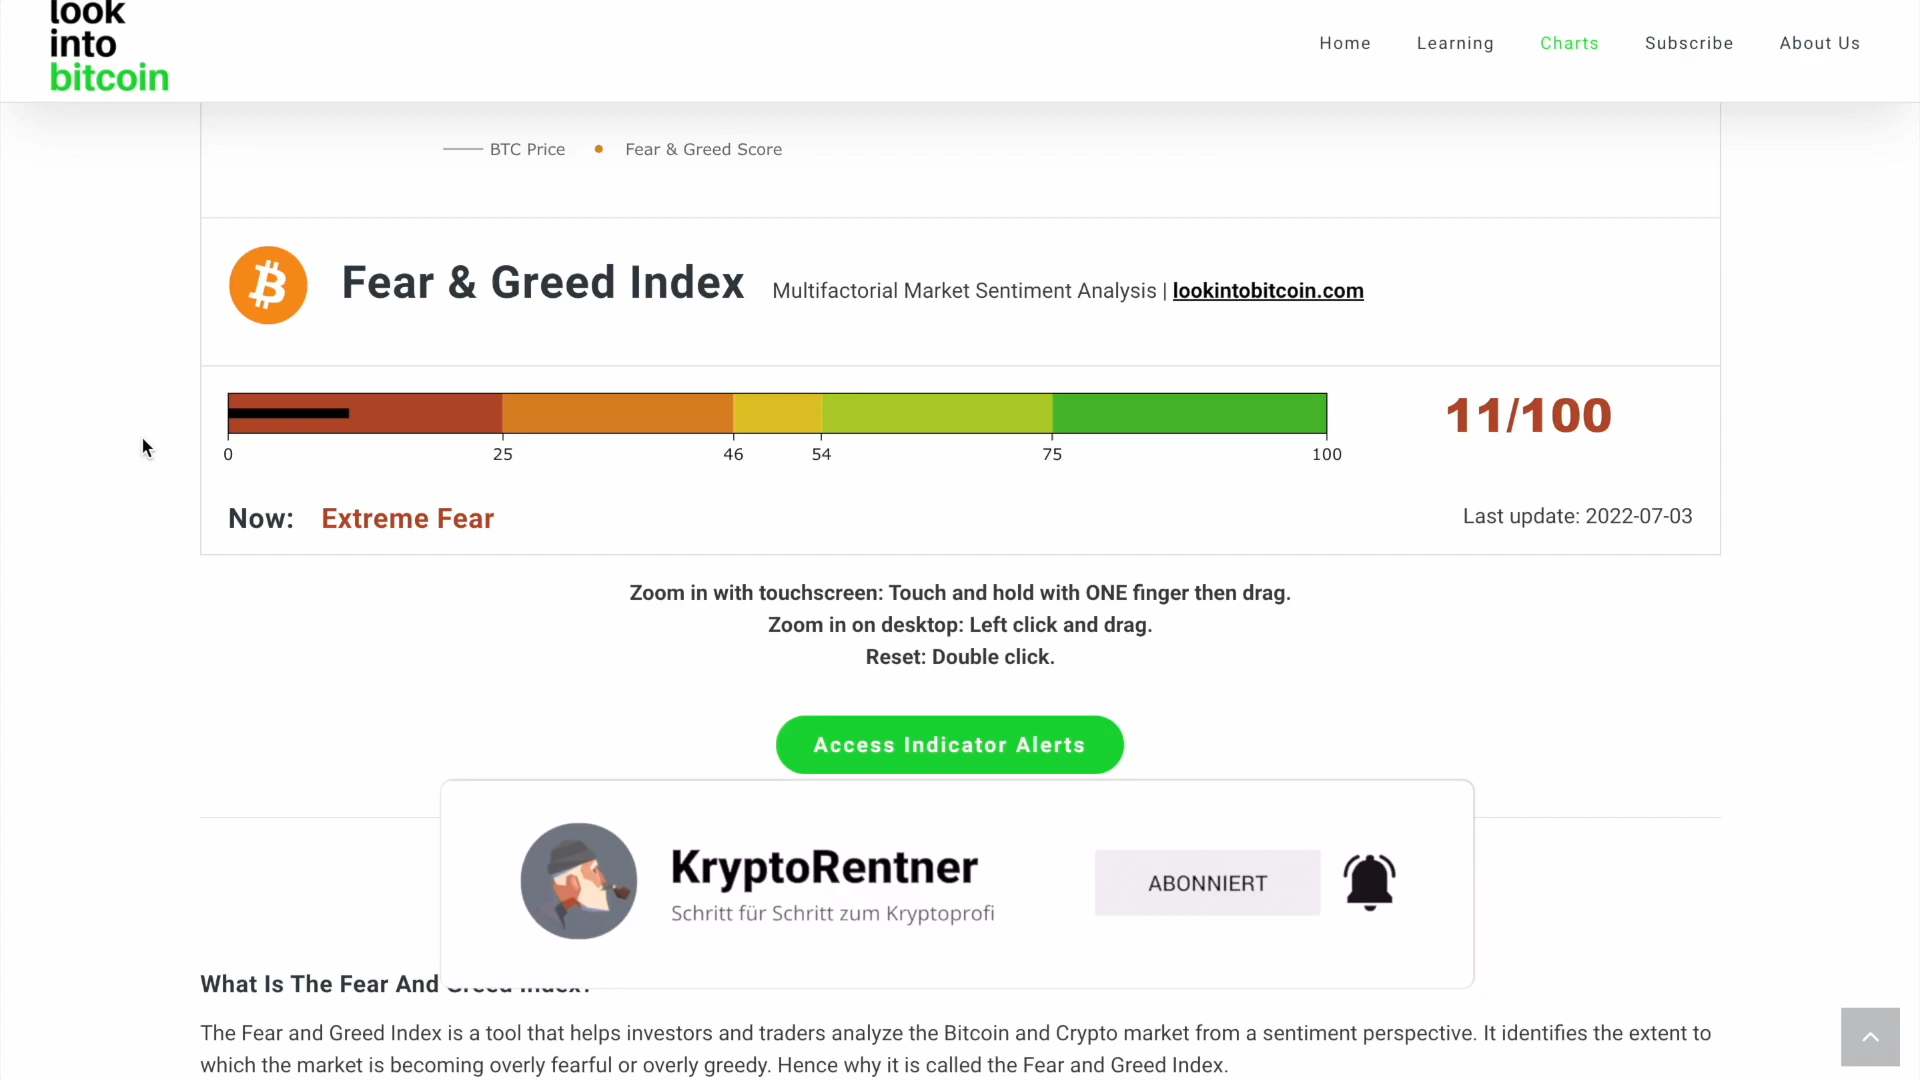 look
into
bitcoin
Home Learning Charts Subscribe About Us
BTC Price Fear & Greed Score
Fear & Greed Index Multifactorial Market Sentiment Analysis | lookintobitcoin.com
11/100
0 25 46 54 75 100
Now: Extreme Fear Last update: 2022-07-03
Zoom in with touchscreen: Touch and hold with ONE finger then drag.
Zoom in on desktop: Left click and drag.
Reset: Double click.
Access Indicator Alerts
KryptoRentner
Schritt für Schritt zum Kryptoprofi
ABONNIERT
What Is The Fear And Greed Index?
The Fear and Greed Index is a tool that helps investors and traders analyze the Bitcoin and Crypto market from a sentiment perspective. It identifies the extent to
which the market is becoming overly fearful or overly greedy. Hence why it is called the Fear and Greed Index.